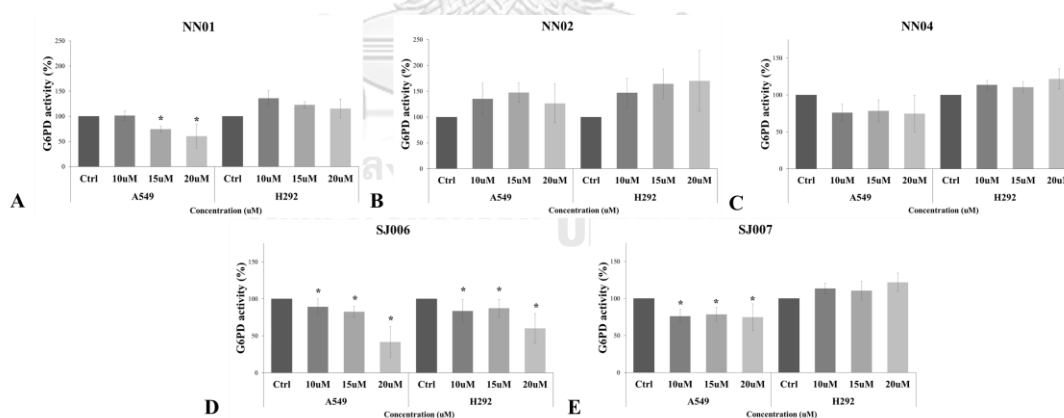 NN01
G6PD activity (%)
250
200
150
100
50
0
Ctrl 10uM 15uM 20uM Ctrl 10uM 15uM 20uM
A549 H292
Concentration (uM)
A
NN02
G6PD activity (%)
250
200
150
100
50
0
Ctrl 10uM 15uM 20uM Ctrl 10uM 15uM 20uM
A549 H292
Concentration (uM)
B
NN04
G6PD activity (%)
150
100
50
0
Ctrl 10uM 15uM 20uM Ctrl 10uM 15uM 20uM
A549 H292
Concentration (uM)
C
SJ006
G6PD activity (%)
150
100
50
0
* * * * * *
Ctrl 10uM 15uM 20uM Ctrl 10uM 15uM 20uM
A549 H292
D
SJ007
G6PD activity (%)
150
100
50
0
* * *
Ctrl 10uM 15uM 20uM Ctrl 10uM 15uM 20uM
A549 H292
E